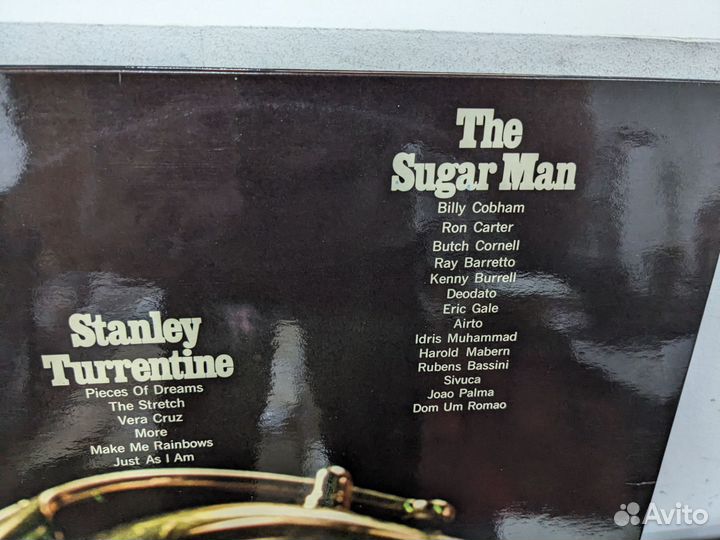 The
Sugar Man
Billy Cobham
Ron Carter
Butch Cornell
Ray Barretto
Kenny Burrell
Deodato
Eric Gale
Airto
Idris Muhammad
Harold Mabern
Rubens Bassini
Sivuca
Joao Palma
Dom Um Romao
Stanley
Turrentine
Pieces Of Dreams
The Stretch
Vera Cruz
More
Make Me Rainbows
Just As I Am
Avito